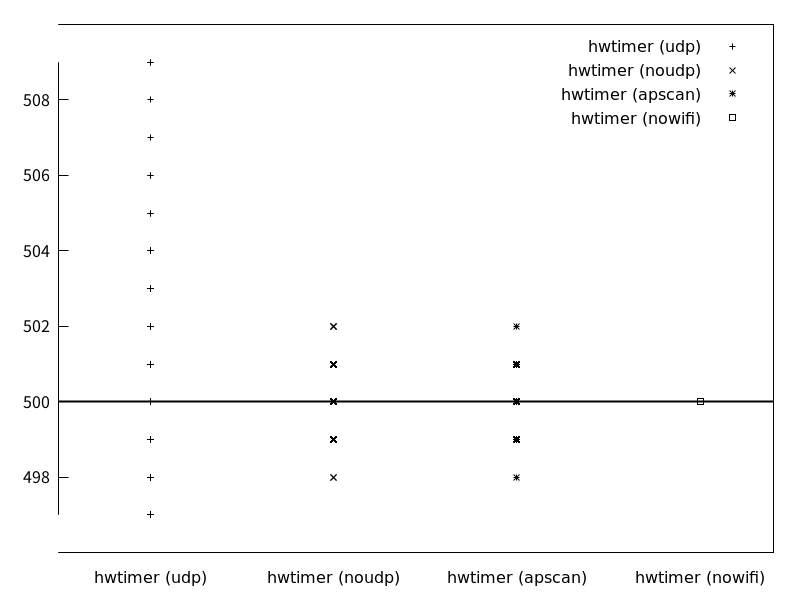 hwtimer (udp)
hwtimer (noudp)
hwtimer (apscan)
hwtimer (nowifi)
508
506
504
502
500
498
hwtimer (udp) hwtimer (noudp) hwtimer (apscan) hwtimer (nowifi)